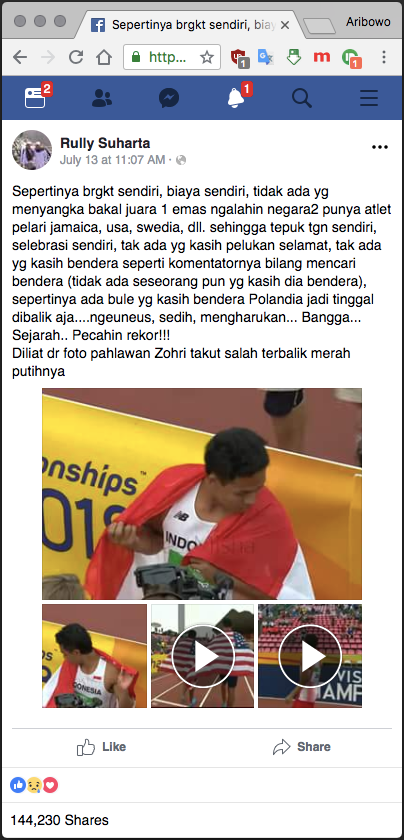 Sepertinya brgkt sendiri, biay
Aribowo
https...
1
1
2
1
Rully Suharta
July 13 at 11:07 AM ·
Sepertinya brgkt sendiri, biaya sendiri, tidak ada yg
menyangka bakal juara 1 emas ngalahin negara2 punya atlet
pelari jamaica, usa, swedia, dll. sehingga tepuk tgn sendiri,
selebrasi sendiri, tak ada yg kasih pelukan selamat, tak ada
yg kasih bendera seperti komentatornya bilang mencari
bendera (tidak ada seseorang pun yg kasih dia bendera),
sepertinya ada bule yg kasih bendera Polandia jadi tinggal
dibalik aja....ngeuneus, sedih, mengharukan... Bangga...
Sejarah.. Pecahin rekor!!!
Diliat dr foto pahlawan Zohri takut salah terbalik merah
putihnya
onships™
INDO
Like
Share
144,230 Shares